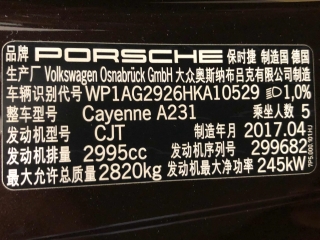 品牌 PORSCHE 保时捷 制造国 德国
生产厂 Volkswagen Osnabrück GmbH 大众奥斯纳布吕克有限公司制造
车辆识别代号 WP1AG2926HKA10529 1,0%
整车型号 Cayenne A231 乘坐人数 5
发动机型号 CJT 制造年月 2017.04
发动机排量 2995cc 发动机序列号 299682
最大允许总质量 2820kg 发动机最大净功率 245kW